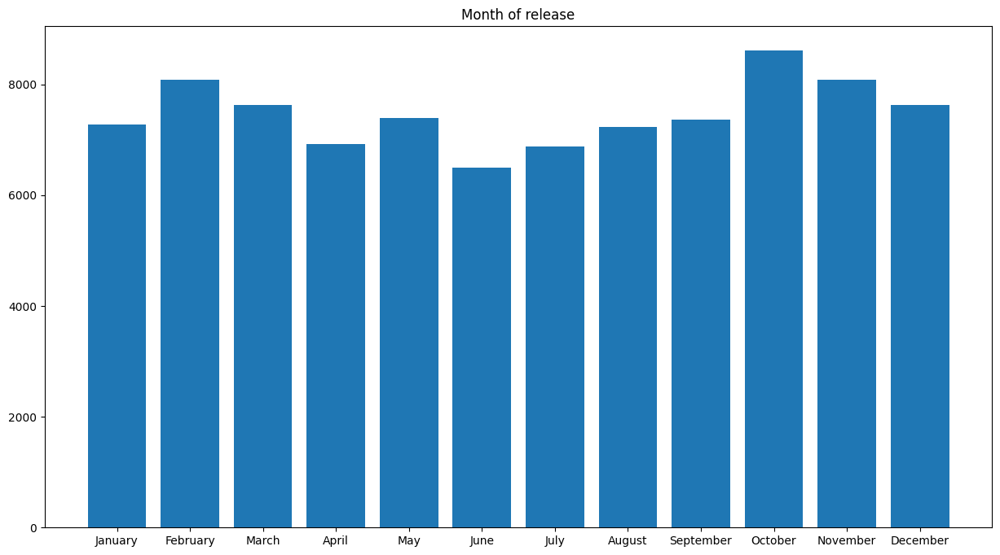 Month of release
8000
6000
4000
2000
0
January February March April May June July August September October November December